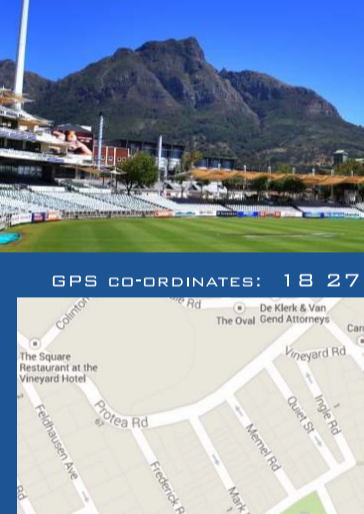 GPS CO-ORDINATES: 18 27
Colinton
Rd
The Oval
De Klerk & Van
Gend Attorneys
The Square
Restaurant at the
Vineyard Hotel
Vineyard Rd
Protea Rd
Feldhausen Ave
Quiet St
Ingle Rd
Memel Rd
Frederick R
Mark
Rd